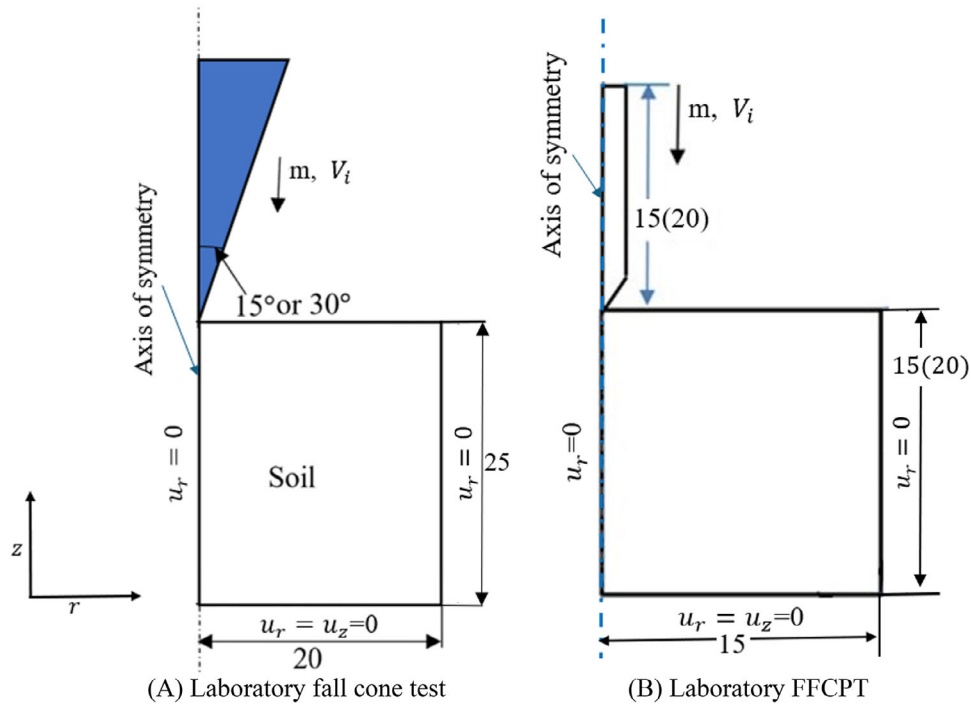 Axis of symmetry
m, V_i
15°or 30°
u_r = 0
Soil
u_r = 0
25
z
r
u_r = u_z=0
20
(A) Laboratory fall cone test
Axis of symmetry
m, V_i
15(20)
u_r=0
15(20)
u_r = 0
u_r = u_z=0
15
(B) Laboratory FFCPT